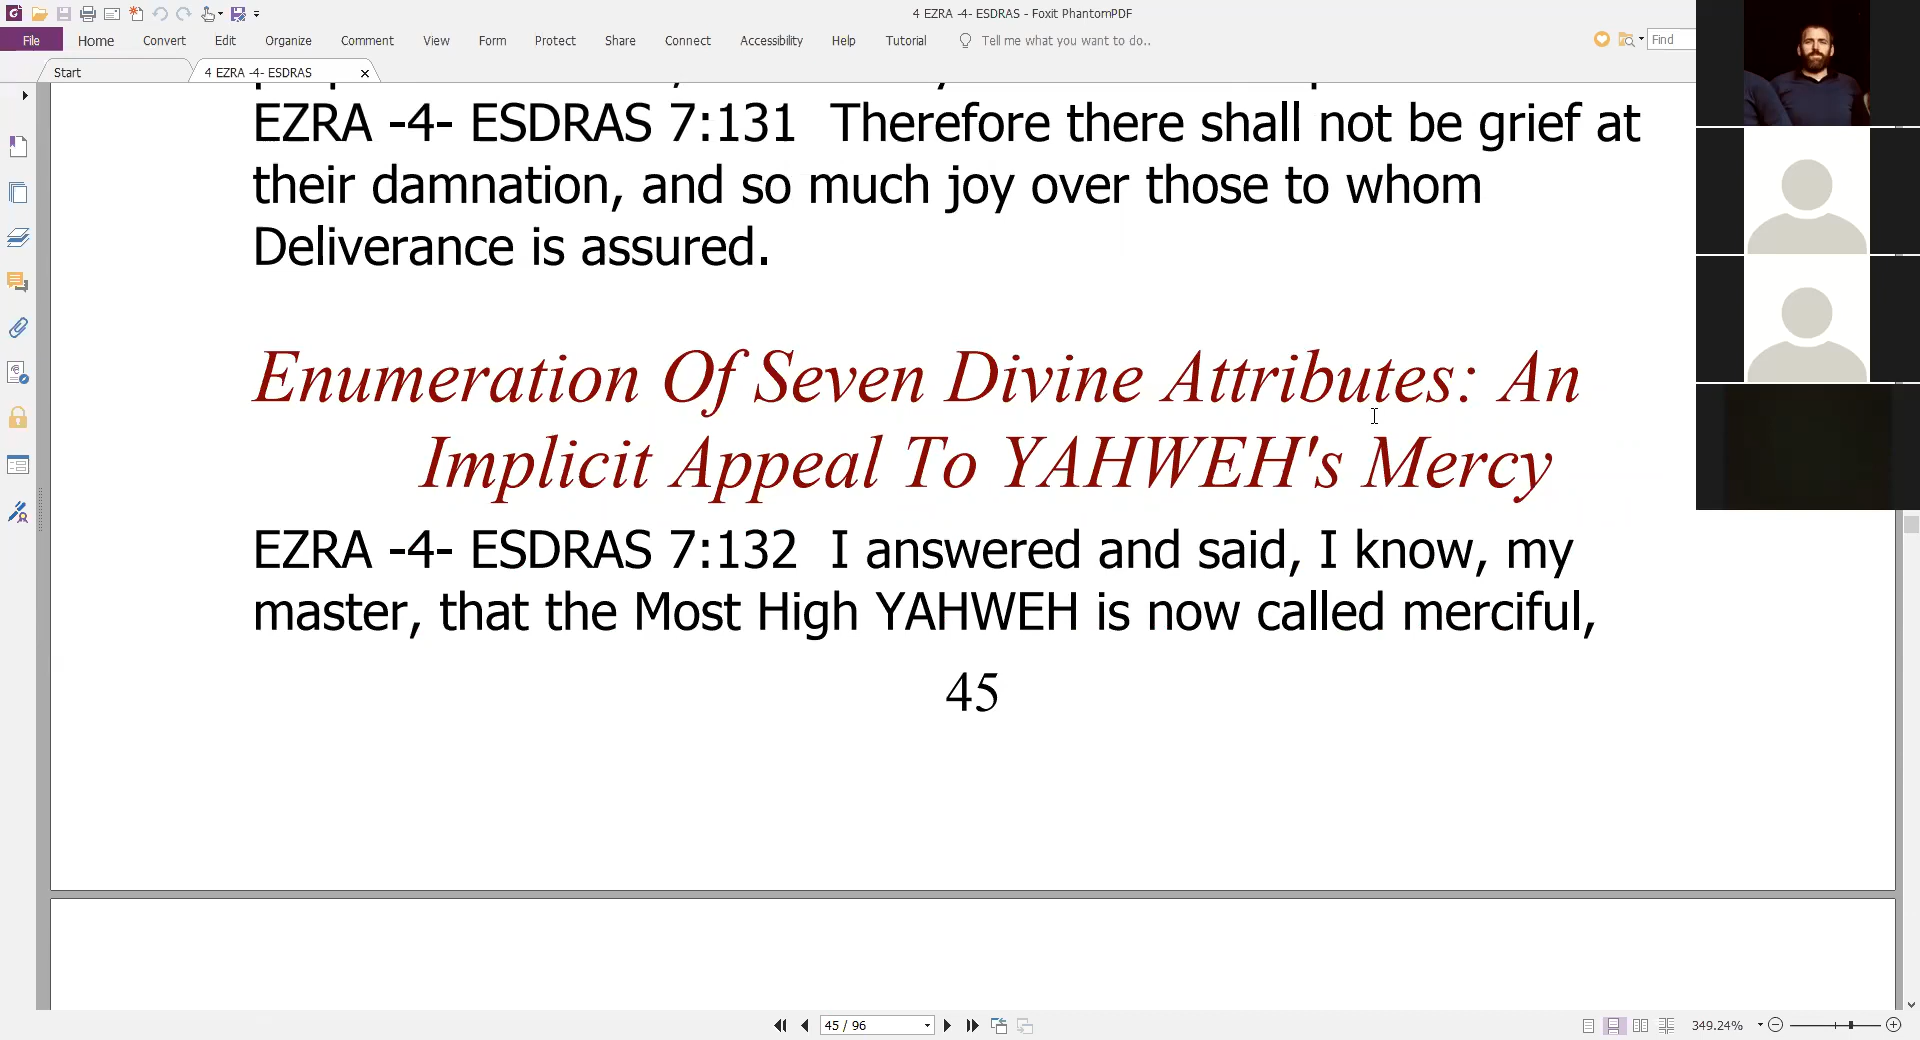 4 EZRA -4- ESDRAS - Foxit PhantomPDF
File Home Convert Edit Organize Comment View Form Protect Share Connect Accessibility Help Tutorial Tell me what you want to do.. Find
Start 4 EZRA -4- ESDRAS
EZRA -4- ESDRAS 7:131 Therefore there shall not be grief at
their damnation, and so much joy over those to whom
Deliverance is assured.
Enumeration Of Seven Divine Attributes: An
Implicit Appeal To YAHWEH's Mercy
EZRA -4- ESDRAS 7:132 I answered and said, I know, my
master, that the Most High YAHWEH is now called merciful,
45
45 / 96
349.24%